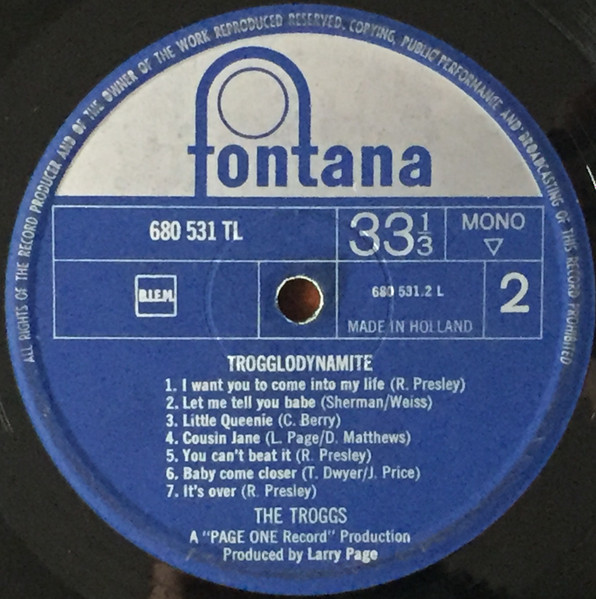 ALL RIGHTS OF THE RECORD PRODUCER AND OF THE OWNER OF THE WORK REPRODUCED RESERVED, COPYING, PUBLIC PERFORMANCE AND BROADCASTING OF THIS RECORD PROHIBITED
fontana
680 531 TL
33 1/3
MONO
B.I.E.M.
680 531.2 L
MADE IN HOLLAND
2
TROGGLODYNAMITE
1. I want you to come into my life (R. Presley)
2. Let me tell you babe (Sherman/Weiss)
3. Little Queenie (C. Berry)
4. Cousin Jane (L. Page/D. Matthews)
5. You can't beat it (R. Presley)
6. Baby come closer (T. Dwyer/J. Price)
7. It's over (R. Presley)
THE TROGGS
A "PAGE ONE Record" Production
Produced by Larry Page